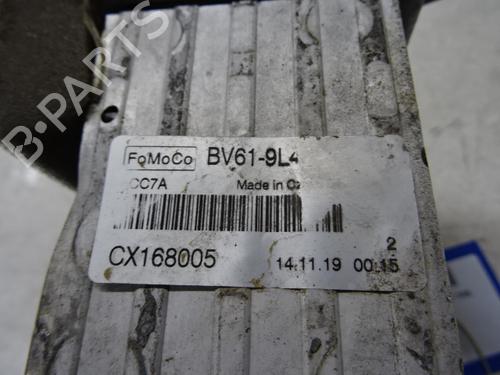 B-PARTS
FoMoCo BV61-9L4
CC7A Made in
CX168005
2
14.11.19 00:15